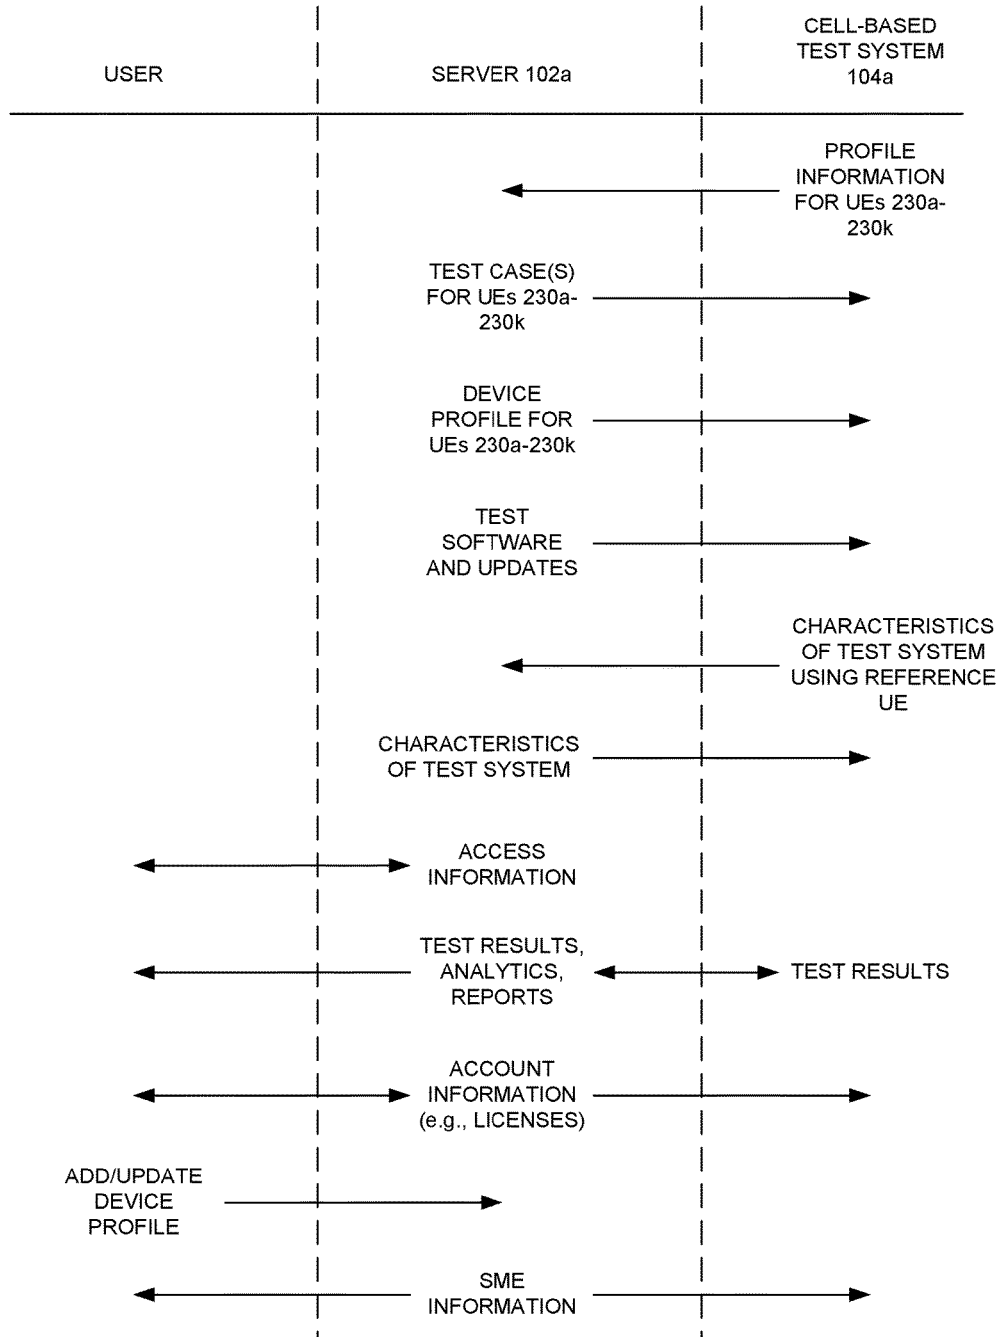 USER
SERVER 102a
CELL-BASED
TEST SYSTEM
104a
PROFILE
INFORMATION
FOR UEs 230a-
230k
TEST CASE(S)
FOR UEs 230a-
230k
DEVICE
PROFILE FOR
UEs 230a-230k
TEST
SOFTWARE
AND UPDATES
CHARACTERISTICS
OF TEST SYSTEM
USING REFERENCE
UE
CHARACTERISTICS
OF TEST SYSTEM
ACCESS
INFORMATION
TEST RESULTS,
ANALYTICS,
REPORTS
TEST RESULTS
ACCOUNT
INFORMATION
(e.g., LICENSES)
ADD/UPDATE
DEVICE
PROFILE
SME
INFORMATION